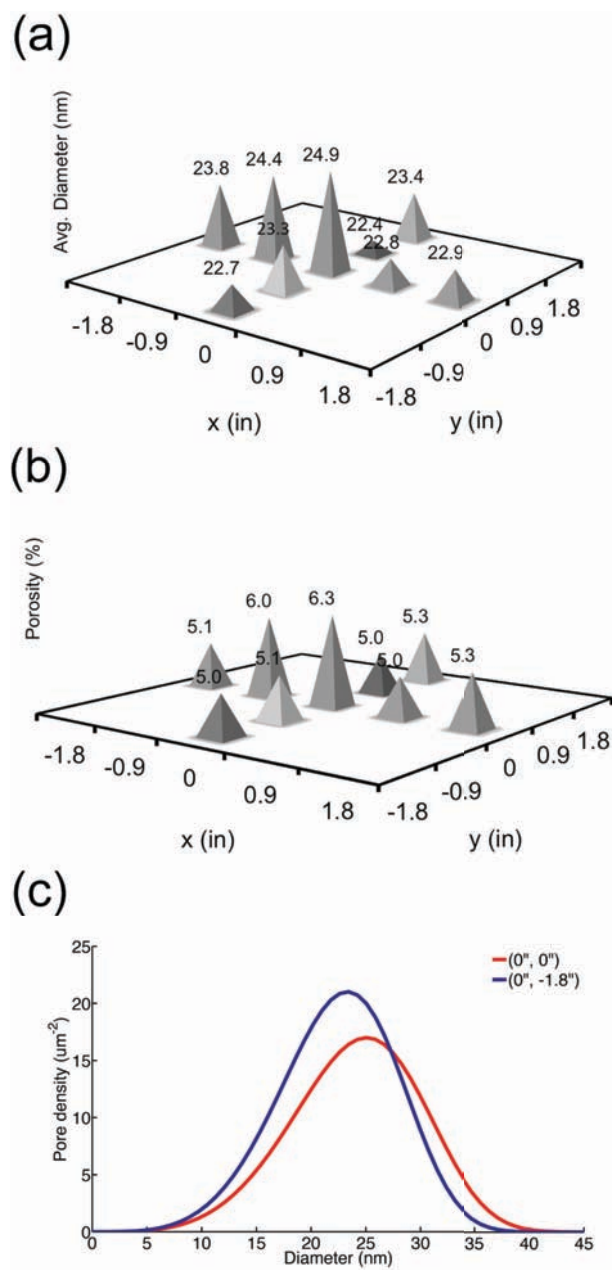 (a)
Avg. Diameter (nm)
23.8 24.4 24.9 23.4
23.3 22.4
22.8
22.7 22.9
-1.8 -0.9 0 0.9 1.8
x (in)
-1.8 -0.9 0 0.9 1.8
y (in)
(b)
Porosity (%)
5.1 6.0 6.3 5.0 5.3
5.0 5.1 5.0 5.3
-1.8 -0.9 0 0.9 1.8
x (in)
-1.8 -0.9 0 0.9 1.8
y (in)
(c)
Pore density (um-2)
25
20
15
10
5
0
0 5 10 15 20 25 30 35 40 45
Diameter (nm)
(0", 0")
(0", -1.8")